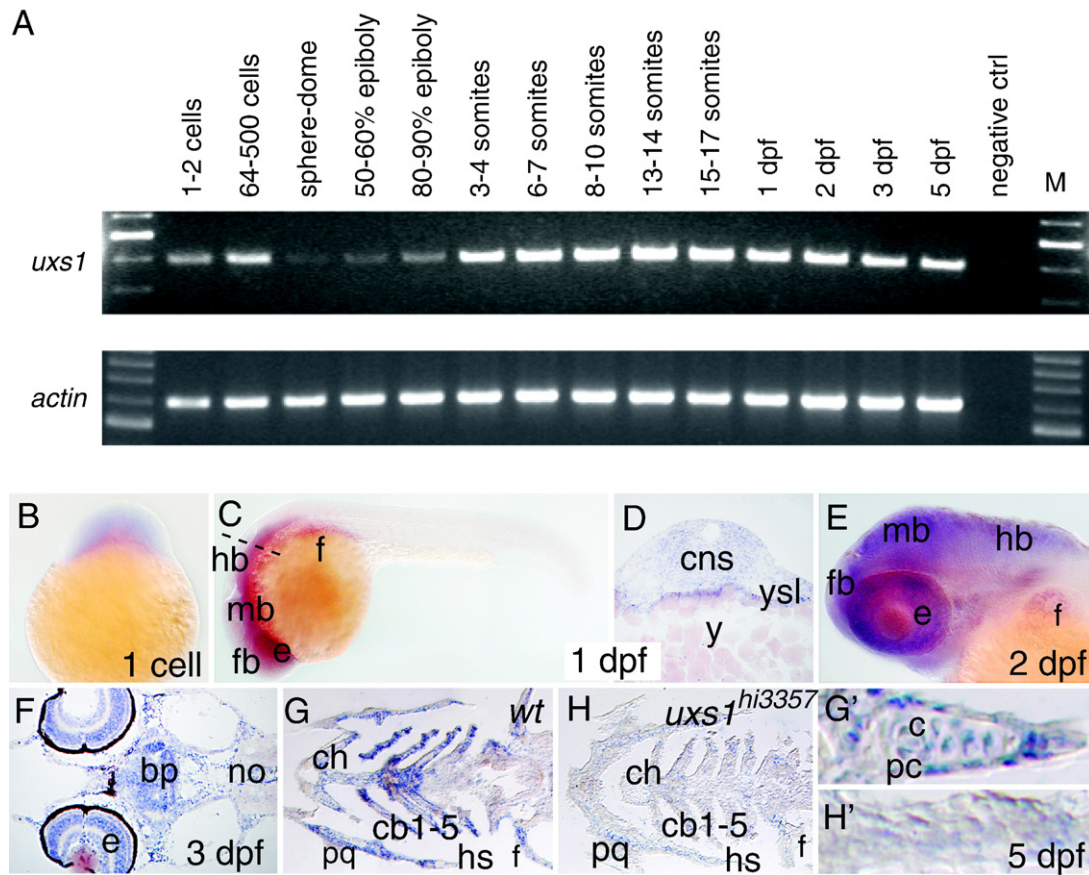 A
1-2 cells
64-500 cells
sphere-dome
50-60% epiboly
80-90% epiboly
3-4 somites
6-7 somites
8-10 somites
13-14 somites
15-17 somites
1 dpf
2 dpf
3 dpf
5 dpf
negative ctrl
M
uxs1
actin
B
1 cell
C
hb
f
mb
e
fb
D
cns
ysl
y
1 dpf
E
mb
hb
fb
e
f
2 dpf
F
bp
no
e
3 dpf
G
wt
ch
cb1-5
pq
hs
f
H
uxs1hi3357
ch
cb1-5
pq
hs
f
G'
c
pc
H'
5 dpf